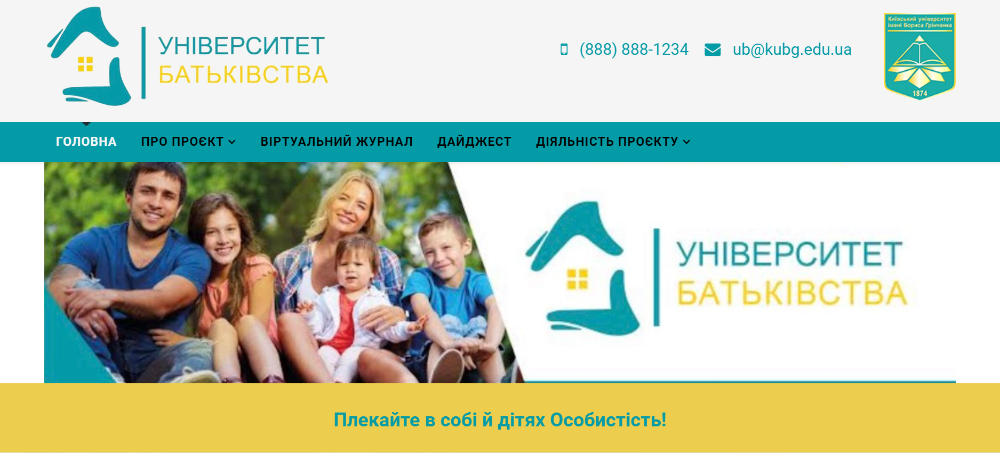 УНІВЕРСИТЕТ
БАТЬКІВСТВА
(888) 888-1234 ub@kubg.edu.ua
Київський університет
імені Бориса Грінченка
1874
ГОЛОВНА ПРО ПРОЄКТ ВІРТУАЛЬНИЙ ЖУРНАЛ ДАЙДЖЕСТ ДІЯЛЬНІСТЬ ПРОЄКТУ
УНІВЕРСИТЕТ
БАТЬКІВСТВА
Плекайте в собі й дітях Особистість!